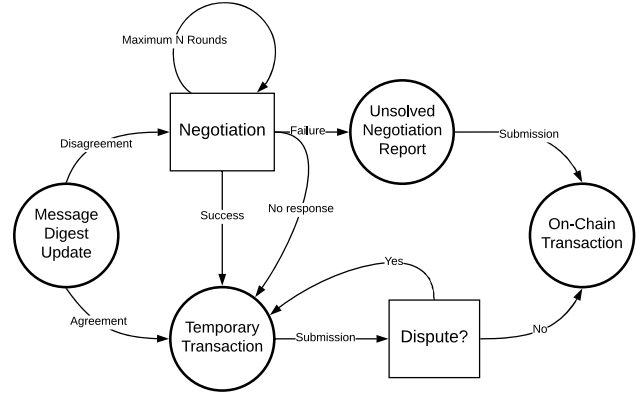 Maximum N Rounds
Negotiation
Failure
Unsolved
Negotiation
Report
Submission
Disagreement
Message
Digest
Update
Success
No response
On-Chain
Transaction
Agreement
Yes
Temporary
Transaction
Submission
Dispute?
No